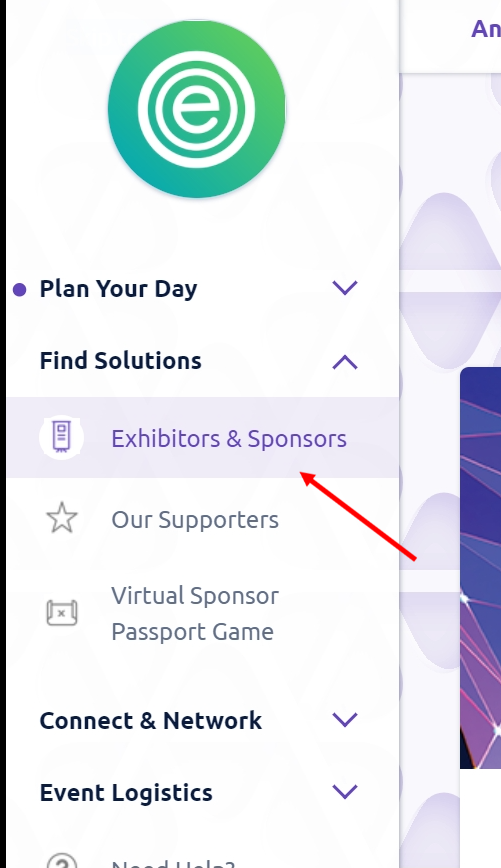 An
e
Plan Your Day
Find Solutions
Exhibitors & Sponsors
Our Supporters
Virtual Sponsor
Passport Game
Connect & Network
Event Logistics
Need Help?